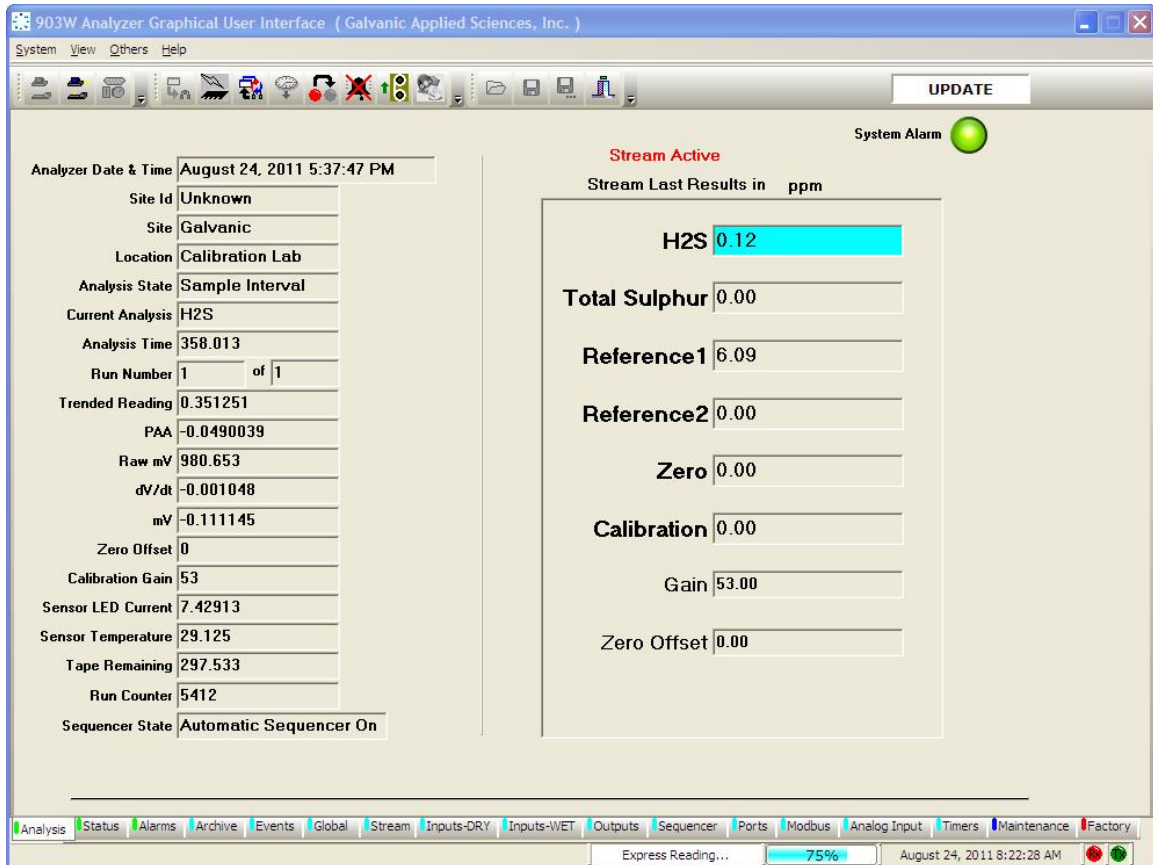 903W Analyzer Graphical User Interface ( Galvanic Applied Sciences, Inc. )
System View Others Help
UPDATE
System Alarm
Analyzer Date & Time August 24, 2011 5:37:47 PM
Site Id Unknown
Site Galvanic
Location Calibration Lab
Analysis State Sample Interval
Current Analysis H2S
Analysis Time 358.013
Run Number 1 of 1
Trended Reading 0.351251
PAA -0.0490039
Raw mV 980.653
dV/dt -0.001048
mV -0.111145
Zero Offset 0
Calibration Gain 53
Sensor LED Current 7.42913
Sensor Temperature 29.125
Tape Remaining 297.533
Run Counter 5412
Sequencer State Automatic Sequencer On
Stream Active
Stream Last Results in ppm
H2S 0.12
Total Sulphur 0.00
Reference1 6.09
Reference2 0.00
Zero 0.00
Calibration 0.00
Gain 53.00
Zero Offset 0.00
Analysis Status Alarms Archive Events Global Stream Inputs-DRY Inputs-WET Outputs Sequencer Ports Modbus Analog Input Timers Maintenance Factory
Express Reading... 75% August 24, 2011 8:22:28 AM Rx Tx